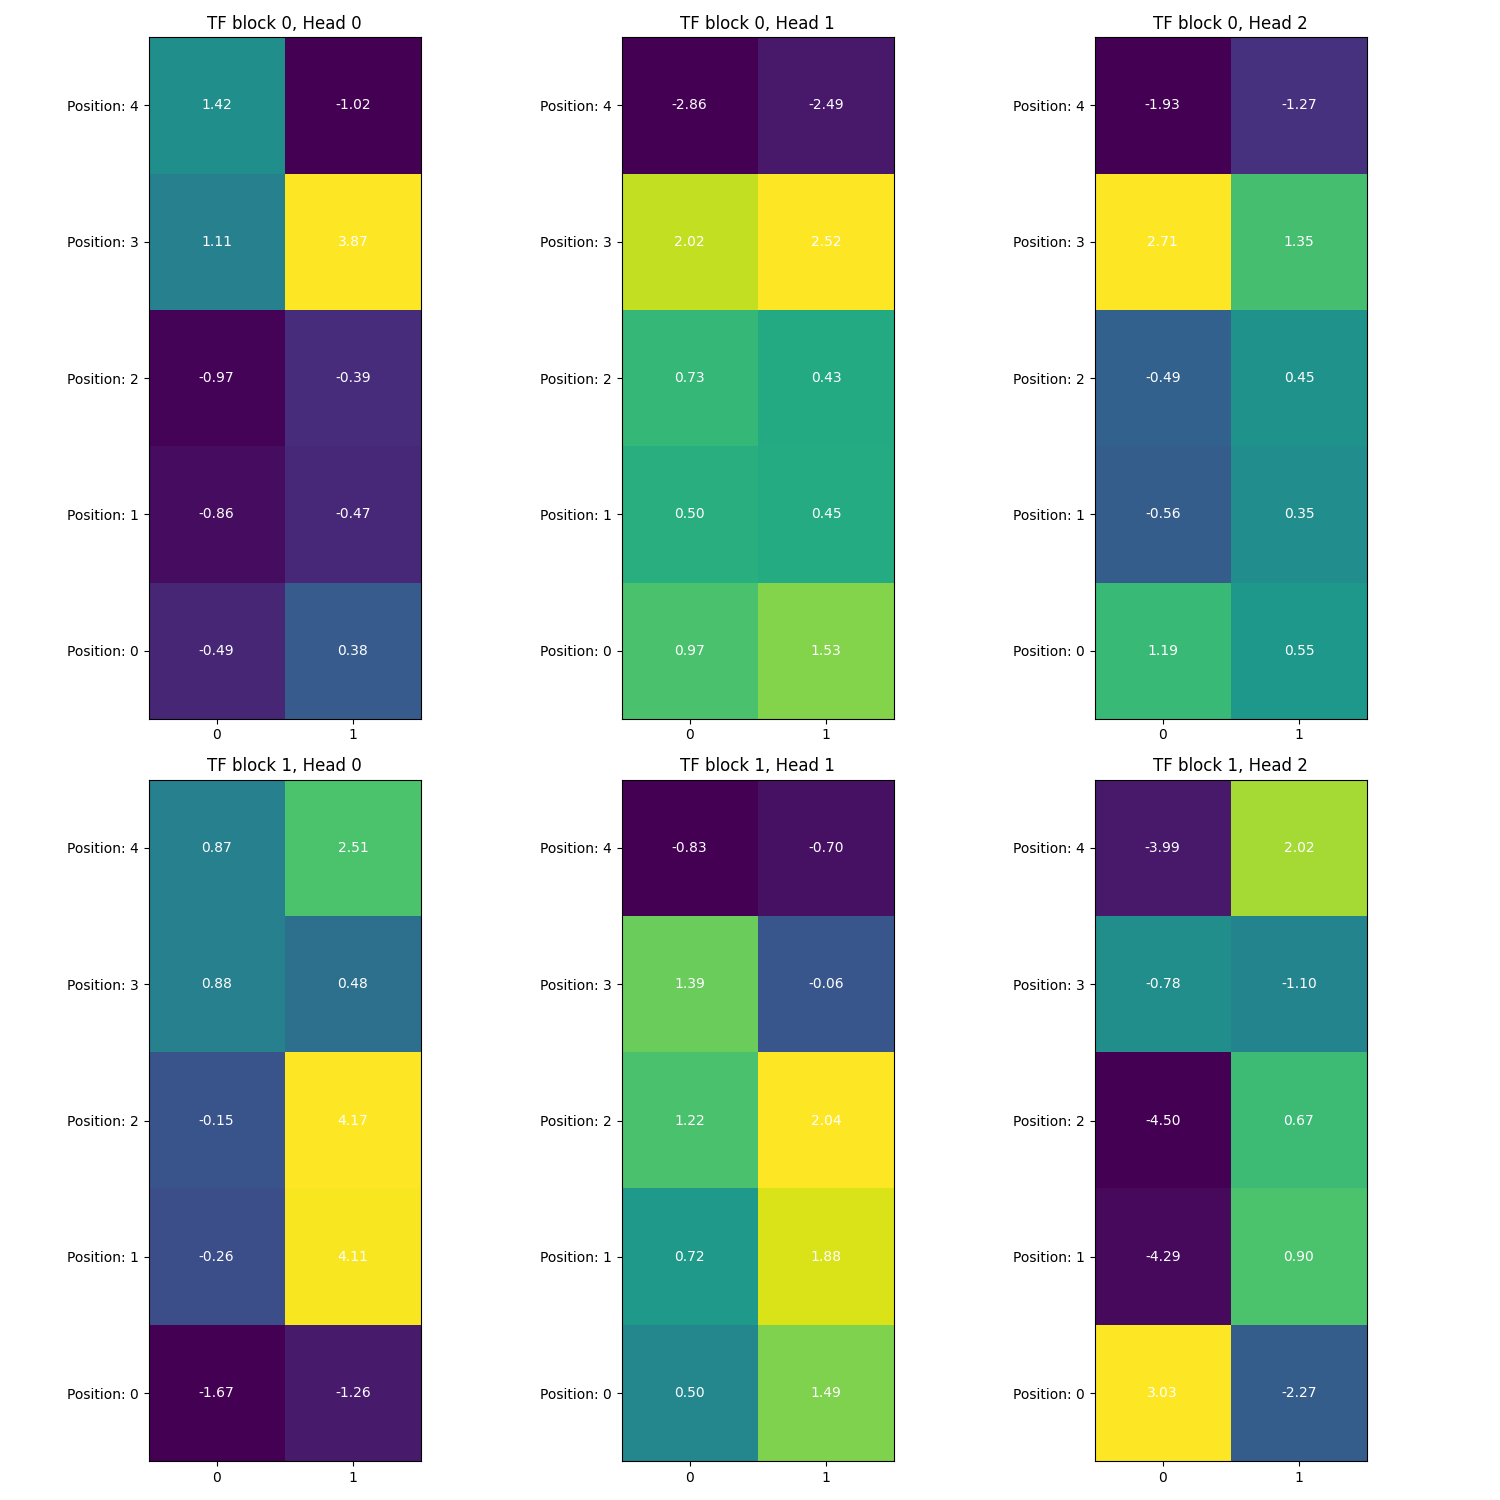 TF block 0, Head 0
TF block 0, Head 1
TF block 0, Head 2
Position: 4 1.42 -1.02
Position: 4 -2.86 -2.49
Position: 4 -1.93 -1.27
Position: 3 1.11 3.87
Position: 3 2.02 2.52
Position: 3 2.71 1.35
Position: 2 -0.97 -0.39
Position: 2 0.73 0.43
Position: 2 -0.49 0.45
Position: 1 -0.86 -0.47
Position: 1 0.50 0.45
Position: 1 -0.56 0.35
Position: 0 -0.49 0.38
Position: 0 0.97 1.53
Position: 0 1.19 0.55
0 1
0 1
0 1
TF block 1, Head 0
TF block 1, Head 1
TF block 1, Head 2
Position: 4 0.87 2.51
Position: 4 -0.83 -0.70
Position: 4 -3.99 2.02
Position: 3 0.88 0.48
Position: 3 1.39 -0.06
Position: 3 -0.78 -1.10
Position: 2 -0.15 4.17
Position: 2 1.22 2.04
Position: 2 -4.50 0.67
Position: 1 -0.26 4.11
Position: 1 0.72 1.88
Position: 1 -4.29 0.90
Position: 0 -1.67 -1.26
Position: 0 0.50 1.49
Position: 0 3.03 -2.27
0 1
0 1
0 1